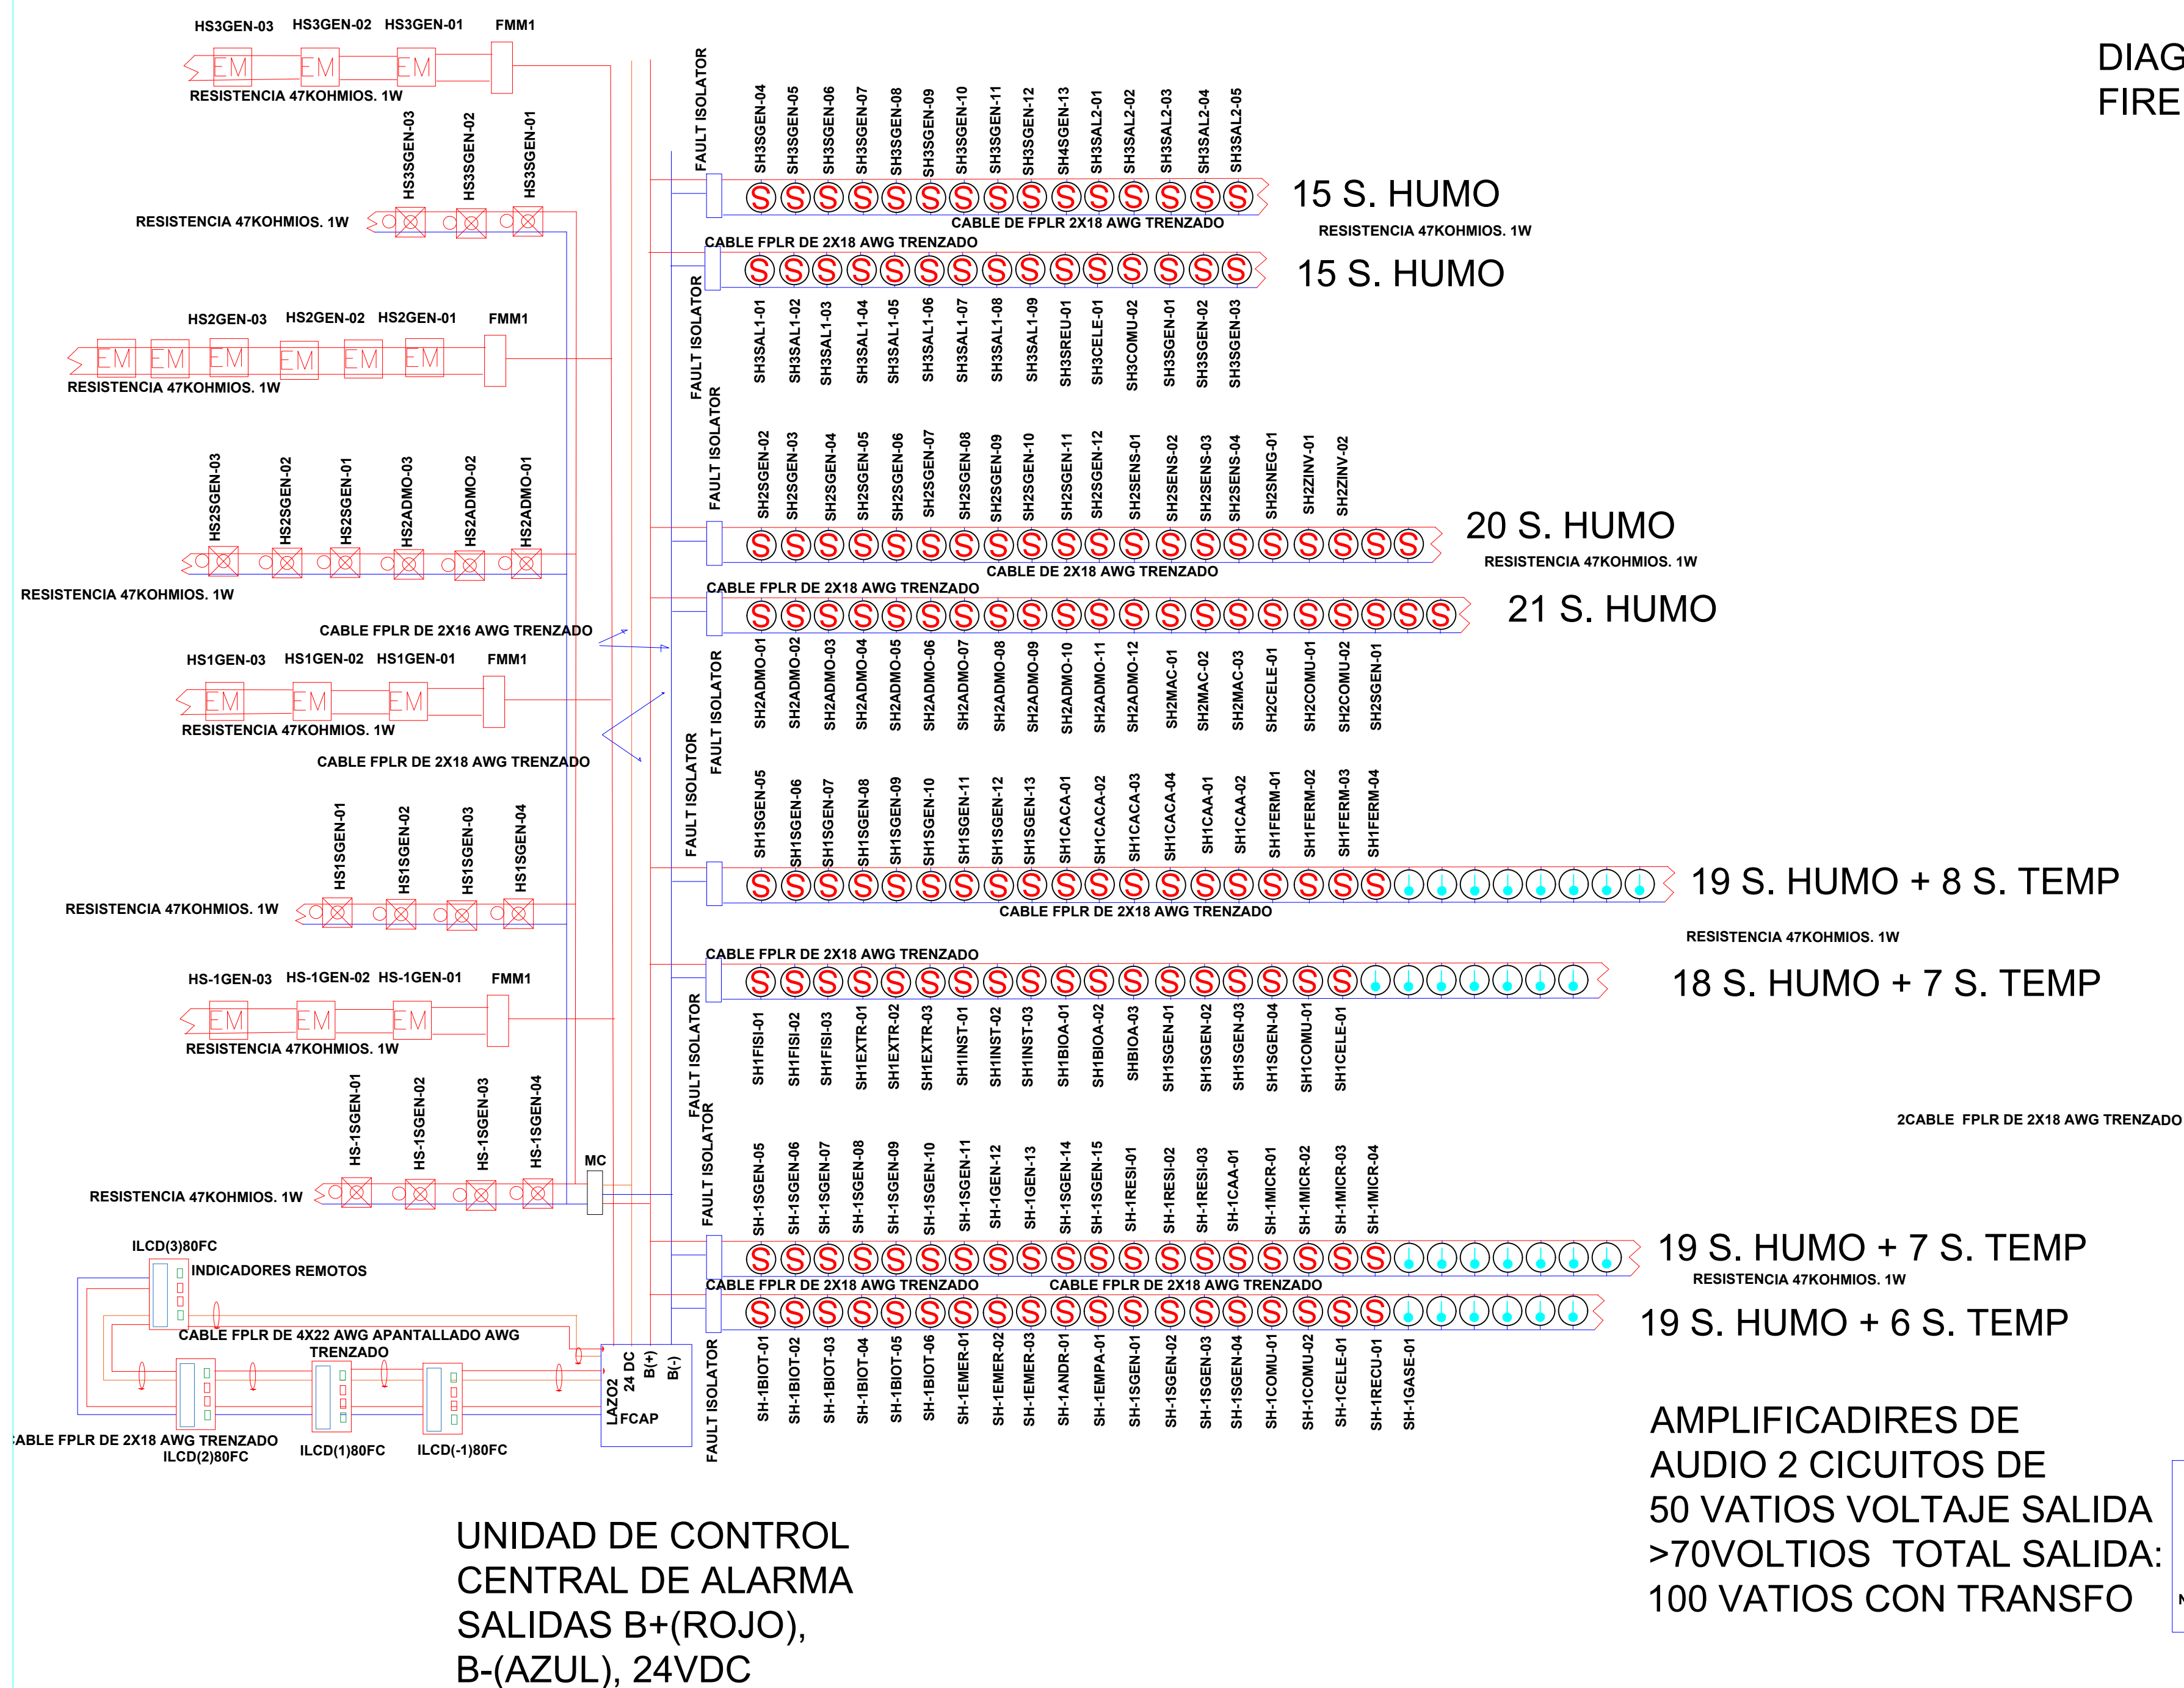 DIAG
FIRE
HS3GEN-03 HS3GEN-02 HS3GEN-01 FMM1
EM EM EM
RESISTENCIA 47KOHMIOS. 1W
HS3SGEN-03
HS3SGEN-02
HS3SGEN-01
RESISTENCIA 47KOHMIOS. 1W
HS2GEN-03 HS2GEN-02 HS2GEN-01 FMM1
EM EM EM EM EM EM
RESISTENCIA 47KOHMIOS. 1W
HS2SGEN-03
HS2SGEN-02
HS2SGEN-01
HS2ADMO-03
HS2ADMO-02
HS2ADMO-01
RESISTENCIA 47KOHMIOS. 1W
CABLE FPLR DE 2X16 AWG TRENZADO
HS1GEN-03 HS1GEN-02 HS1GEN-01 FMM1
EM EM EM
RESISTENCIA 47KOHMIOS. 1W
CABLE FPLR DE 2X18 AWG TRENZADO
HS1SGEN-01
HS1SGEN-02
HS1SGEN-03
HS1SGEN-04
RESISTENCIA 47KOHMIOS. 1W
HS-1GEN-03 HS-1GEN-02 HS-1GEN-01 FMM1
EM EM EM
RESISTENCIA 47KOHMIOS. 1W
HS-1SGEN-01
HS-1SGEN-02
HS-1SGEN-03
HS-1SGEN-04
MC
RESISTENCIA 47KOHMIOS. 1W
ILCD(3)80FC
INDICADORES REMOTOS
CABLE FPLR DE 4X22 AWG APANTALLADO AWG
TRENZADO
LAZO2
24 DC
B(+)
B(-)
FCAP
CABLE FPLR DE 2X18 AWG TRENZADO
ILCD(2)80FC
ILCD(1)80FC
ILCD(-1)80FC
UNIDAD DE CONTROL
CENTRAL DE ALARMA
SALIDAS B+(ROJO),
B-(AZUL), 24VDC
FAULT ISOLATOR
SH3SGEN-04
SH3SGEN-05
SH3SGEN-06
SH3SGEN-07
SH3SGEN-08
SH3SGEN-09
SH3SGEN-10
SH3SGEN-11
SH3SGEN-12
SH4SGEN-13
SH3SAL2-01
SH3SAL2-02
SH3SAL2-03
SH3SAL2-04
SH3SAL2-05
S S S S S S S S S S S S S S S
15 S. HUMO
CABLE DE FPLR 2X18 AWG TRENZADO
RESISTENCIA 47KOHMIOS. 1W
CABLE FPLR DE 2X18 AWG TRENZADO
S S S S S S S S S S S S S S S
15 S. HUMO
FAULT ISOLATOR
SH3SAL1-01
SH3SAL1-02
SH3SAL1-03
SH3SAL1-04
SH3SAL1-05
SH3SAL1-06
SH3SAL1-07
SH3SAL1-08
SH3SAL1-09
SH3SREU-01
SH3CELE-01
SH3COMU-02
SH3SGEN-01
SH3SGEN-02
SH3SGEN-03
FAULT ISOLATOR
SH2SGEN-02
SH2SGEN-03
SH2SGEN-04
SH2SGEN-05
SH2SGEN-06
SH2SGEN-07
SH2SGEN-08
SH2SGEN-09
SH2SGEN-10
SH2SGEN-11
SH2SGEN-12
SH2SENS-01
SH2SENS-02
SH2SENS-03
SH2SENS-04
SH2SNEG-01
SH2ZINV-01
SH2ZINV-02
S S S S S S S S S S S S S S S S S S S S
20 S. HUMO
CABLE DE 2X18 AWG TRENZADO
RESISTENCIA 47KOHMIOS. 1W
CABLE FPLR DE 2X18 AWG TRENZADO
S S S S S S S S S S S S S S S S S S S S S
21 S. HUMO
FAULT ISOLATOR
SH2ADMO-01
SH2ADMO-02
SH2ADMO-03
SH2ADMO-04
SH2ADMO-05
SH2ADMO-06
SH2ADMO-07
SH2ADMO-08
SH2ADMO-09
SH2ADMO-10
SH2ADMO-11
SH2ADMO-12
SH2MAC-01
SH2MAC-02
SH2MAC-03
SH2CELE-01
SH2COMU-01
SH2COMU-02
SH2SGEN-01
FAULT ISOLATOR
SH1SGEN-05
SH1SGEN-06
SH1SGEN-07
SH1SGEN-08
SH1SGEN-09
SH1SGEN-10
SH1SGEN-11
SH1SGEN-12
SH1SGEN-13
SH1CACA-01
SH1CACA-02
SH1CACA-03
SH1CACA-04
SH1CAA-01
SH1CAA-02
SH1FERM-01
SH1FERM-02
SH1FERM-03
SH1FERM-04
S S S S S S S S S S S S S S S S S S S
19 S. HUMO + 8 S. TEMP
CABLE FPLR DE 2X18 AWG TRENZADO
RESISTENCIA 47KOHMIOS. 1W
CABLE FPLR DE 2X18 AWG TRENZADO
S S S S S S S S S S S S S S S S S S
18 S. HUMO + 7 S. TEMP
FAULT ISOLATOR
SH1FISI-01
SH1FISI-02
SH1FISI-03
SH1EXTR-01
SH1EXTR-02
SH1EXTR-03
SH1INST-01
SH1INST-02
SH1INST-03
SH1BIOA-01
SH1BIOA-02
SHBIOA-03
SH1SGEN-01
SH1SGEN-02
SH1SGEN-03
SH1SGEN-04
SH1COMU-01
SH1CELE-01
2CABLE FPLR DE 2X18 AWG TRENZADO
FAULT ISOLATOR
SH-1SGEN-05
SH-1SGEN-06
SH-1SGEN-07
SH-1SGEN-08
SH-1SGEN-09
SH-1SGEN-10
SH-1SGEN-11
SH-1GEN-12
SH-1GEN-13
SH-1SGEN-14
SH-1SGEN-15
SH-1RESI-01
SH-1RESI-02
SH-1RESI-03
SH-1CAA-01
SH-1MICR-01
SH-1MICR-02
SH-1MICR-03
SH-1MICR-04
S S S S S S S S S S S S S S S S S S S
19 S. HUMO + 7 S. TEMP
CABLE FPLR DE 2X18 AWG TRENZADO CABLE FPLR DE 2X18 AWG TRENZADO
RESISTENCIA 47KOHMIOS. 1W
S S S S S S S S S S S S S S S S S S S
19 S. HUMO + 6 S. TEMP
FAULT ISOLATOR
SH-1BIOT-01
SH-1BIOT-02
SH-1BIOT-03
SH-1BIOT-04
SH-1BIOT-05
SH-1BIOT-06
SH-1EMER-01
SH-1EMER-02
SH-1EMER-03
SH-1ANDR-01
SH-1EMPA-01
SH-1SGEN-01
SH-1SGEN-02
SH-1SGEN-03
SH-1SGEN-04
SH-1COMU-01
SH-1COMU-02
SH-1CELE-01
SH-1RECU-01
SH-1GASE-01
AMPLIFICADIRES DE
AUDIO 2 CICUITOS DE
50 VATIOS VOLTAJE SALIDA
>70VOLTIOS TOTAL SALIDA:
100 VATIOS CON TRANSFO